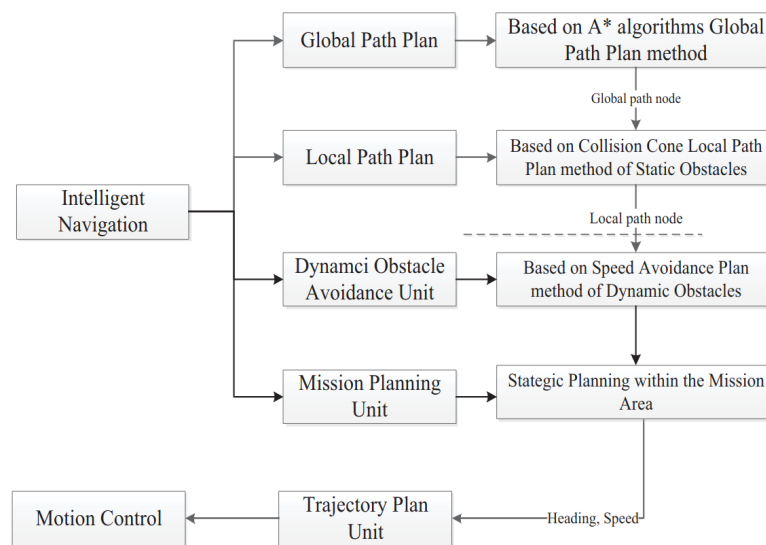 Global Path Plan
Based on A* algorithms Global
Path Plan method
Global path node
Local Path Plan
Based on Collision Cone Local Path
Plan method of Static Obstacles
Intelligent
Navigation
Local path node
Dynamci Obstacle
Avoidance Unit
Based on Speed Avoidance Plan
method of Dynamic Obstacles
Mission Planning
Unit
Stategic Planning within the Mission
Area
Motion Control
Trajectory Plan
Unit
Heading, Speed